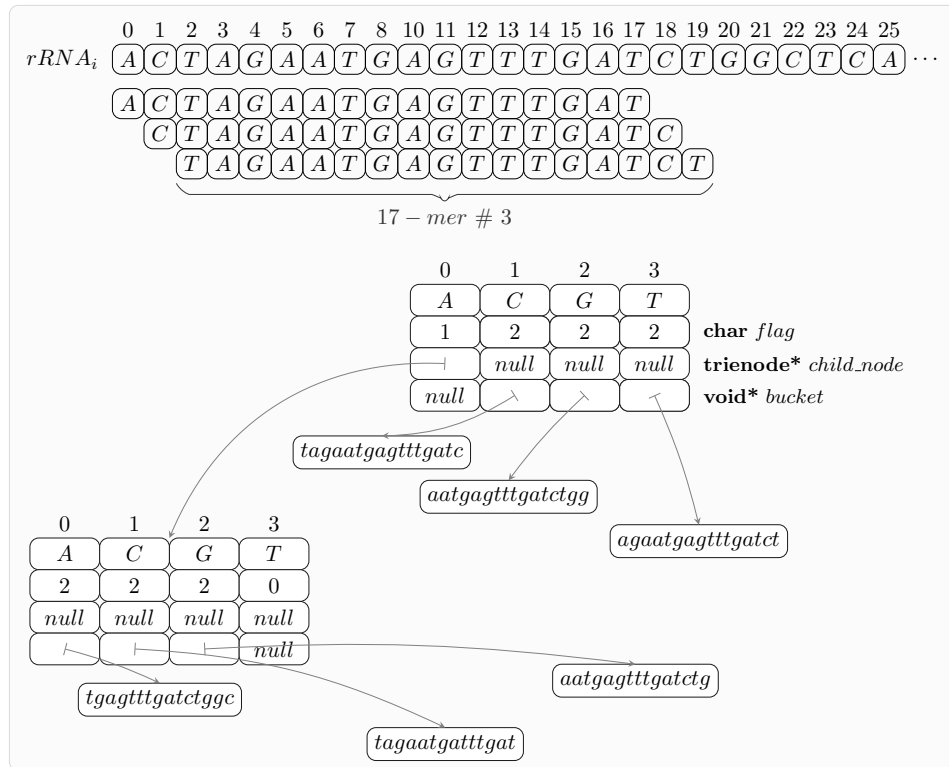 0 1 2 3 4 5 6 7 8 10 11 12 13 14 15 16 17 18 19 20 21 22 23 24 25
rRNA_i A C T A G A A T G A G T T T G A T C T G G C T C A ···
A C T A G A A T G A G T T T G A T
C T A G A A T G A G T T T G A T C
T A G A A T G A G T T T G A T C T
17 − mer # 3
0 1 2 3
A C G T
1 2 2 2 char flag
null null null trienode* child_node
null void* bucket
tagaatgagtttgatc
aatgagtttgatctgg
agaatgagtttgatct
0 1 2 3
A C G T
2 2 2 0
null null null null
null
aatgagtttgatctg
tgagtttgatctggc
tagaatgatttgat